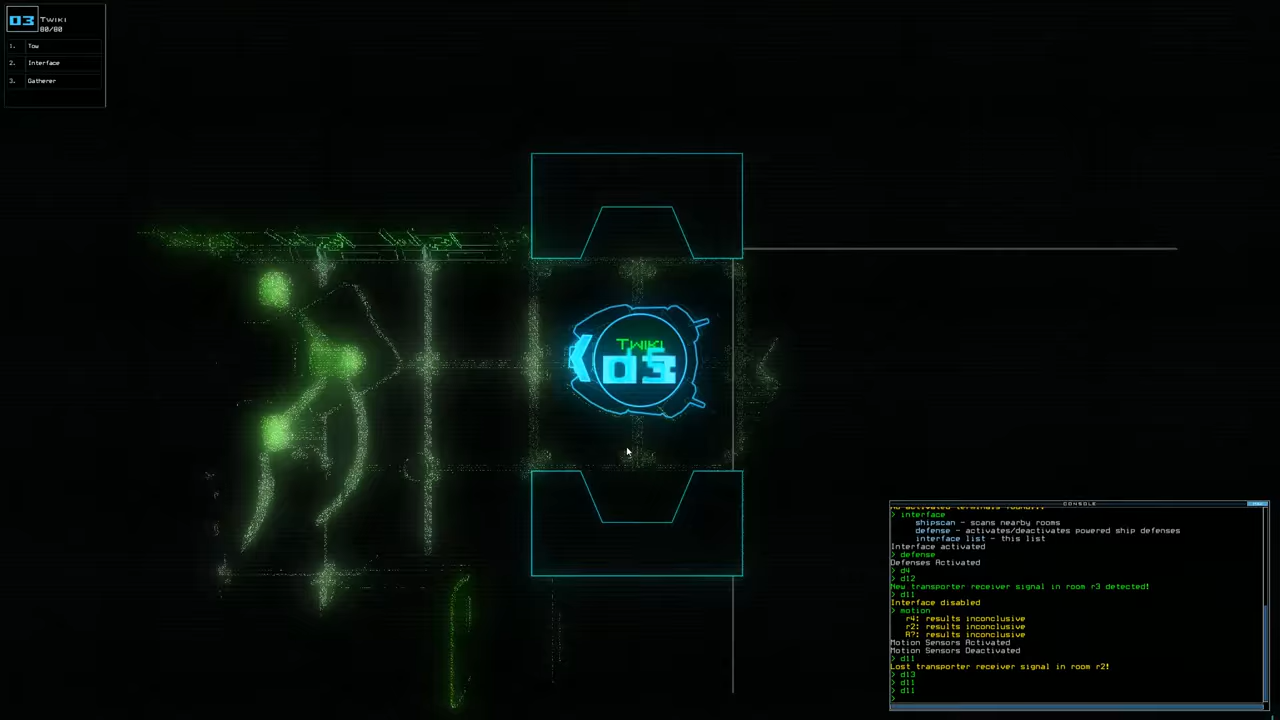 03 Twiki
80/80
1. Tow
2. Interface
3. Gatherer
Twiki
03
CONSOLE
> interface
shipscan - scans nearby rooms
defense - activates/deactivates powered ship defenses
interface list - this list
Interface activated
> defense
Defenses Activated
> d4
> d12
New transporter receiver signal in room r3 detected!
> d11
Interface disabled
> motion
r4: results inconclusive
r2: results inconclusive
A?: results inconclusive
Motion Sensors Activated
Motion Sensors Deactivated
> d11
Lost transporter receiver signal in room r2!
> d13
> d11
> d11
>